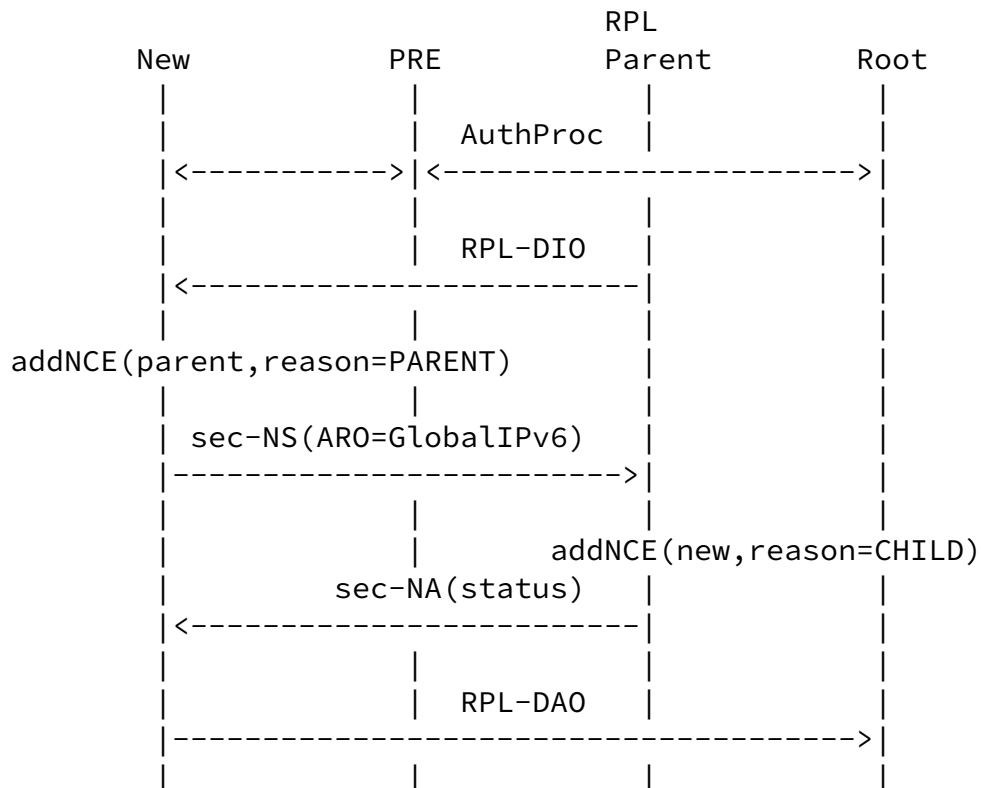 RPL
New PRE Parent Root
AuthProc
RPL-DIO
addNCE(parent,reason=PARENT)
sec-NS(ARO=GlobalIPv6)
addNCE(new,reason=CHILD)
sec-NA(status)
RPL-DAO